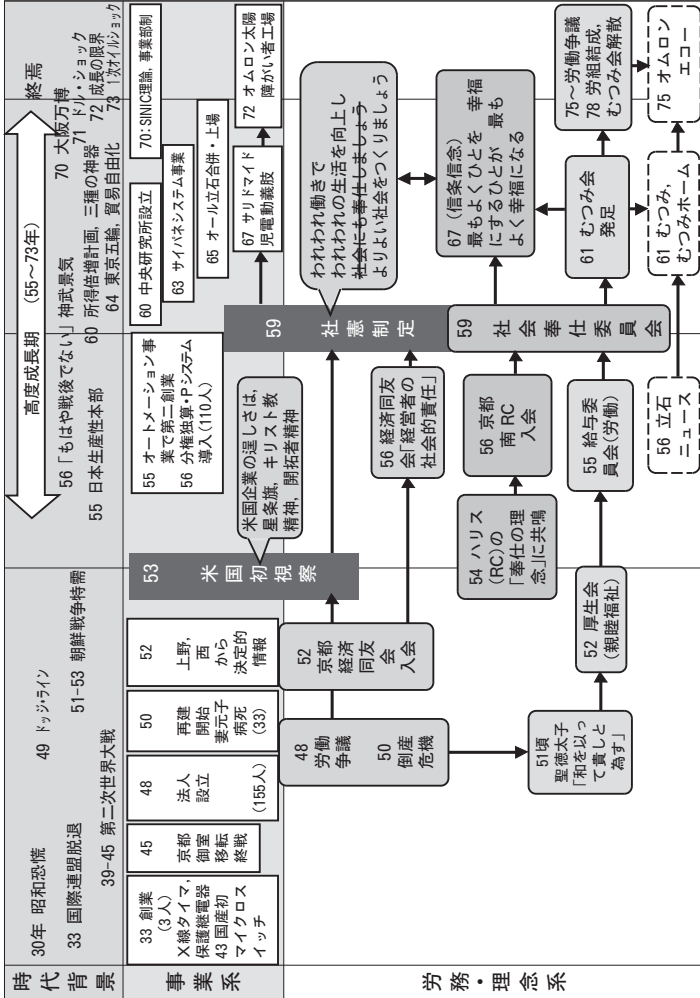 時代背景
30年 昭和恐慌
33 国際連盟脱退
39-45 第二次世界大戦
49 ドッジ・ライン
51-53 朝鮮戦争特需
高度成長期 (55〜73年)
終焉
56「もはや戦後でない」神武景気
55 日本生産性本部
60 所得倍増計画, 三種の神器
64 東京五輪, 貿易自由化
70 大阪万博
71 ドル・ショック
72 成長の限界
73 1次オイルショック
事業系
33 創業
(3人)
X線タイマ,
保護継電器
43 国産初
マイクロス
イッチ
45
京都
御室
移転
終戦
48
法人
設立
(155人)
50
再建
開始
妻元子
病死
(33)
52
上野,
西
から
決定的
情報
53
米国初視察
米国企業の逞しさは,
星条旗, キリスト教
精神, 開拓者精神
55 オートメーション事
業で第二創業
56 分権独算・Pシステム
導入(110人)
60 中央研究所設立
63 サイバネシステム事業
65 オール立石合併・上場
70:SINIC理論, 事業部制
67 サリドマイド
児電動義肢
72 オムロン太陽
障がい者工場
労務・理念系
48
労働
争議
50
倒産
危機
52
京都
経済
同友
会
入会
59
社憲制定
われわれ働きで
われわれの生活を向上し
社会にも奉仕しましょう
よりよい社会をつくりましょう
56 経済同友
会「経営者の
社会的責任」
54 ハリス
(RC)の
「奉仕の理
念」に共鳴
56 京都
南RC
入会
59
社会奉仕委員会
67 (信条信念)
最もよくひとを 幸福
にするひとが 最も
よく幸福になる
51頃
聖徳太子
「和を以っ
て貴しと
為す」
52 厚生会
(親睦福祉)
55 給与委
員会(労働)
61 むつみ会
発足
75〜労働争議
78 労組結成,
むつみ会解散
56 立石
ニュース
61 むつみ,
むつみホーム
75 オムロン
エコー